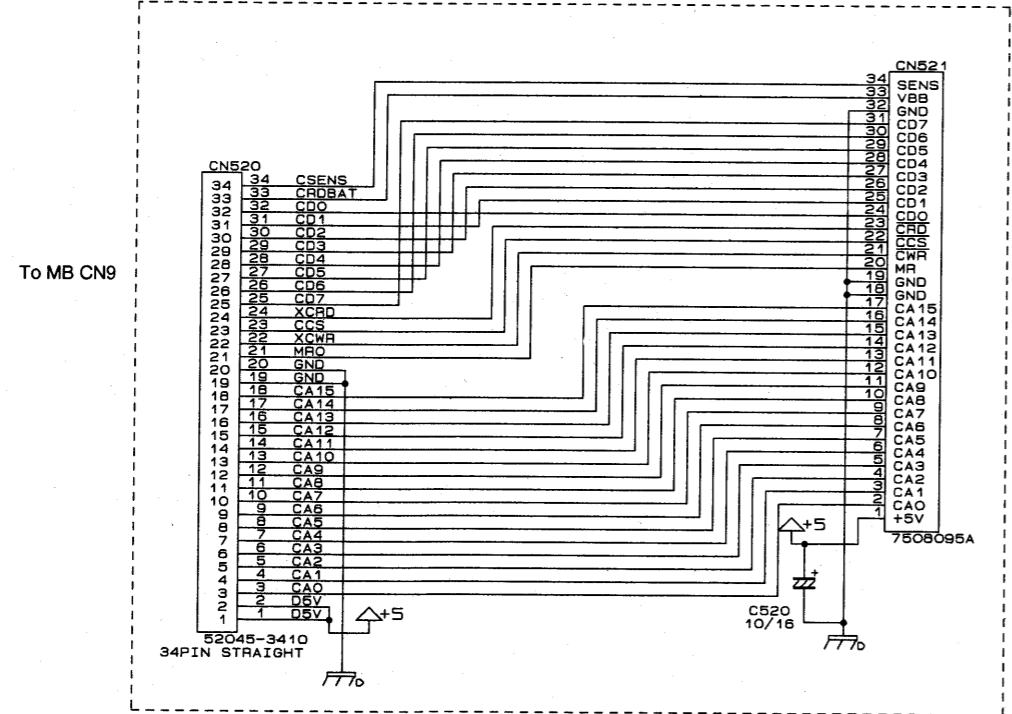 To MB CN9
CN520
34 34 CSENS
33 33 CRDBAT
32 32 CD0
31 31 CD1
30 30 CD2
29 29 CD3
28 28 CD4
27 27 CD5
26 26 CD6
25 25 CD7
24 24 XCRD
23 23 CCS
22 22 XCWR
21 21 MRO
20 20 GND
19 19 GND
18 18 CA15
17 17 CA14
16 16 CA13
15 15 CA12
14 14 CA11
13 13 CA10
12 12 CA9
11 11 CA8
10 10 CA7
9 9 CA6
8 8 CA5
7 7 CA4
6 6 CA3
5 5 CA2
4 4 CA1
3 3 CA0
2 2 D5V
1 1 D5V
+5
52045-3410
34PIN STRAIGHT
D
CN521
34 SENS
33 VBB
32 GND
31 CD7
30 CD6
29 CD5
28 CD4
27 CD3
26 CD2
25 CD1
24 CD0
23 CRD
22 CCS
21 CWR
20 MR
19 GND
18 GND
17 CA15
16 CA14
15 CA13
14 CA12
13 CA11
12 CA10
11 CA9
10 CA8
9 CA7
8 CA6
7 CA5
6 CA4
5 CA3
4 CA2
3 CA1
2 CA0
1 +5V
7508095A
+5
+
C520
10/16
D